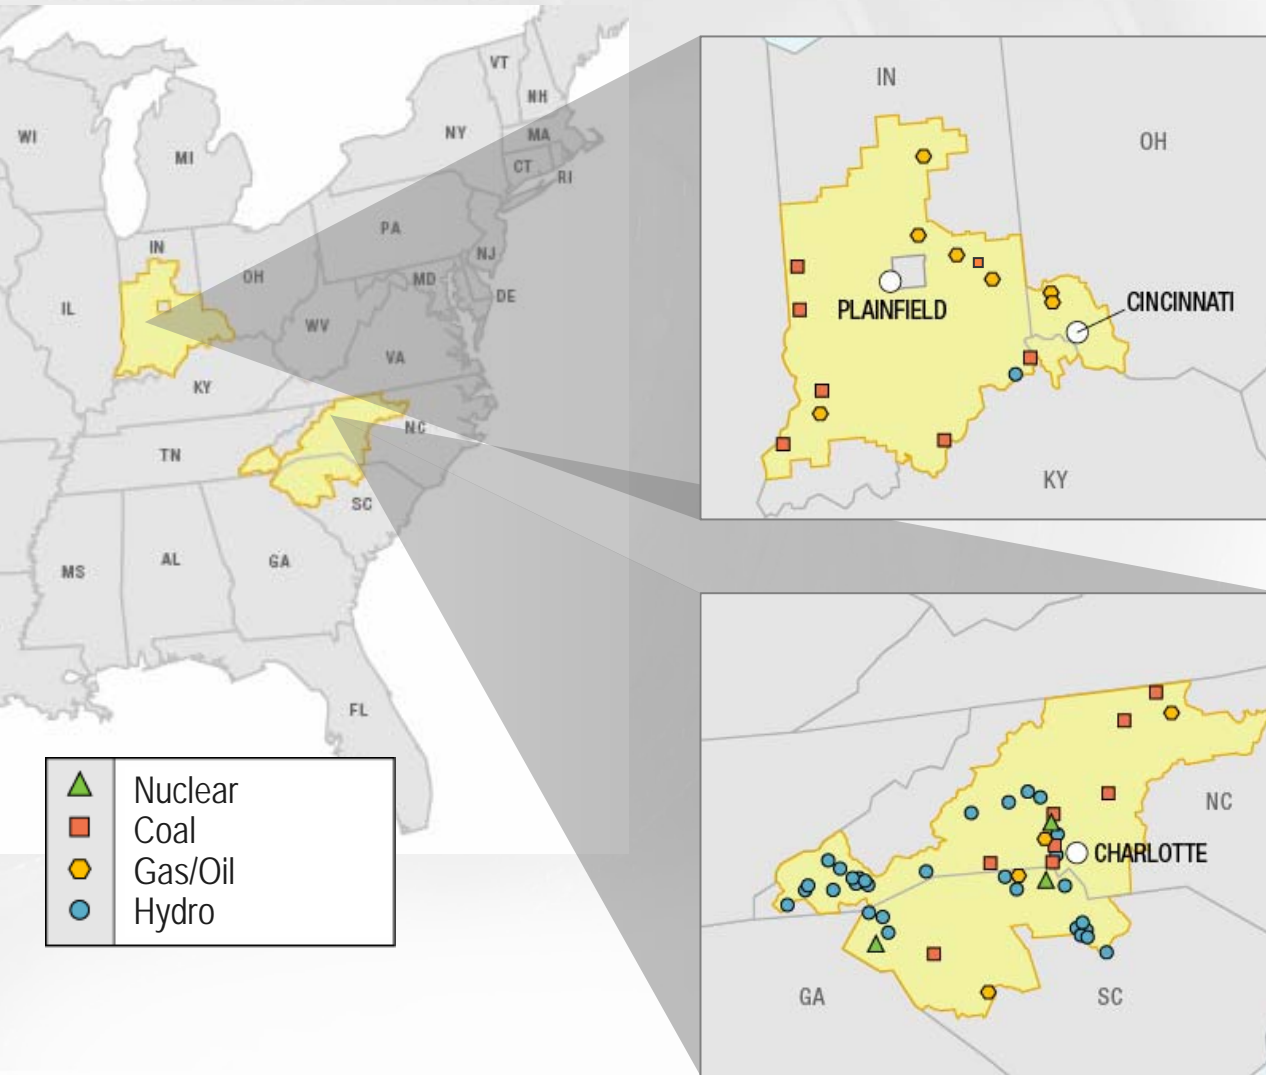 WI
MI
VT
NH
NY
MA
CT
RI
PA
NJ
IN
OH
MD
DE
IL
WV
VA
KY
NC
TN
SC
MS
AL
GA
FL
Nuclear
Coal
Gas/Oil
Hydro
IN
OH
PLAINFIELD
CINCINNATI
KY
NC
CHARLOTTE
GA
SC